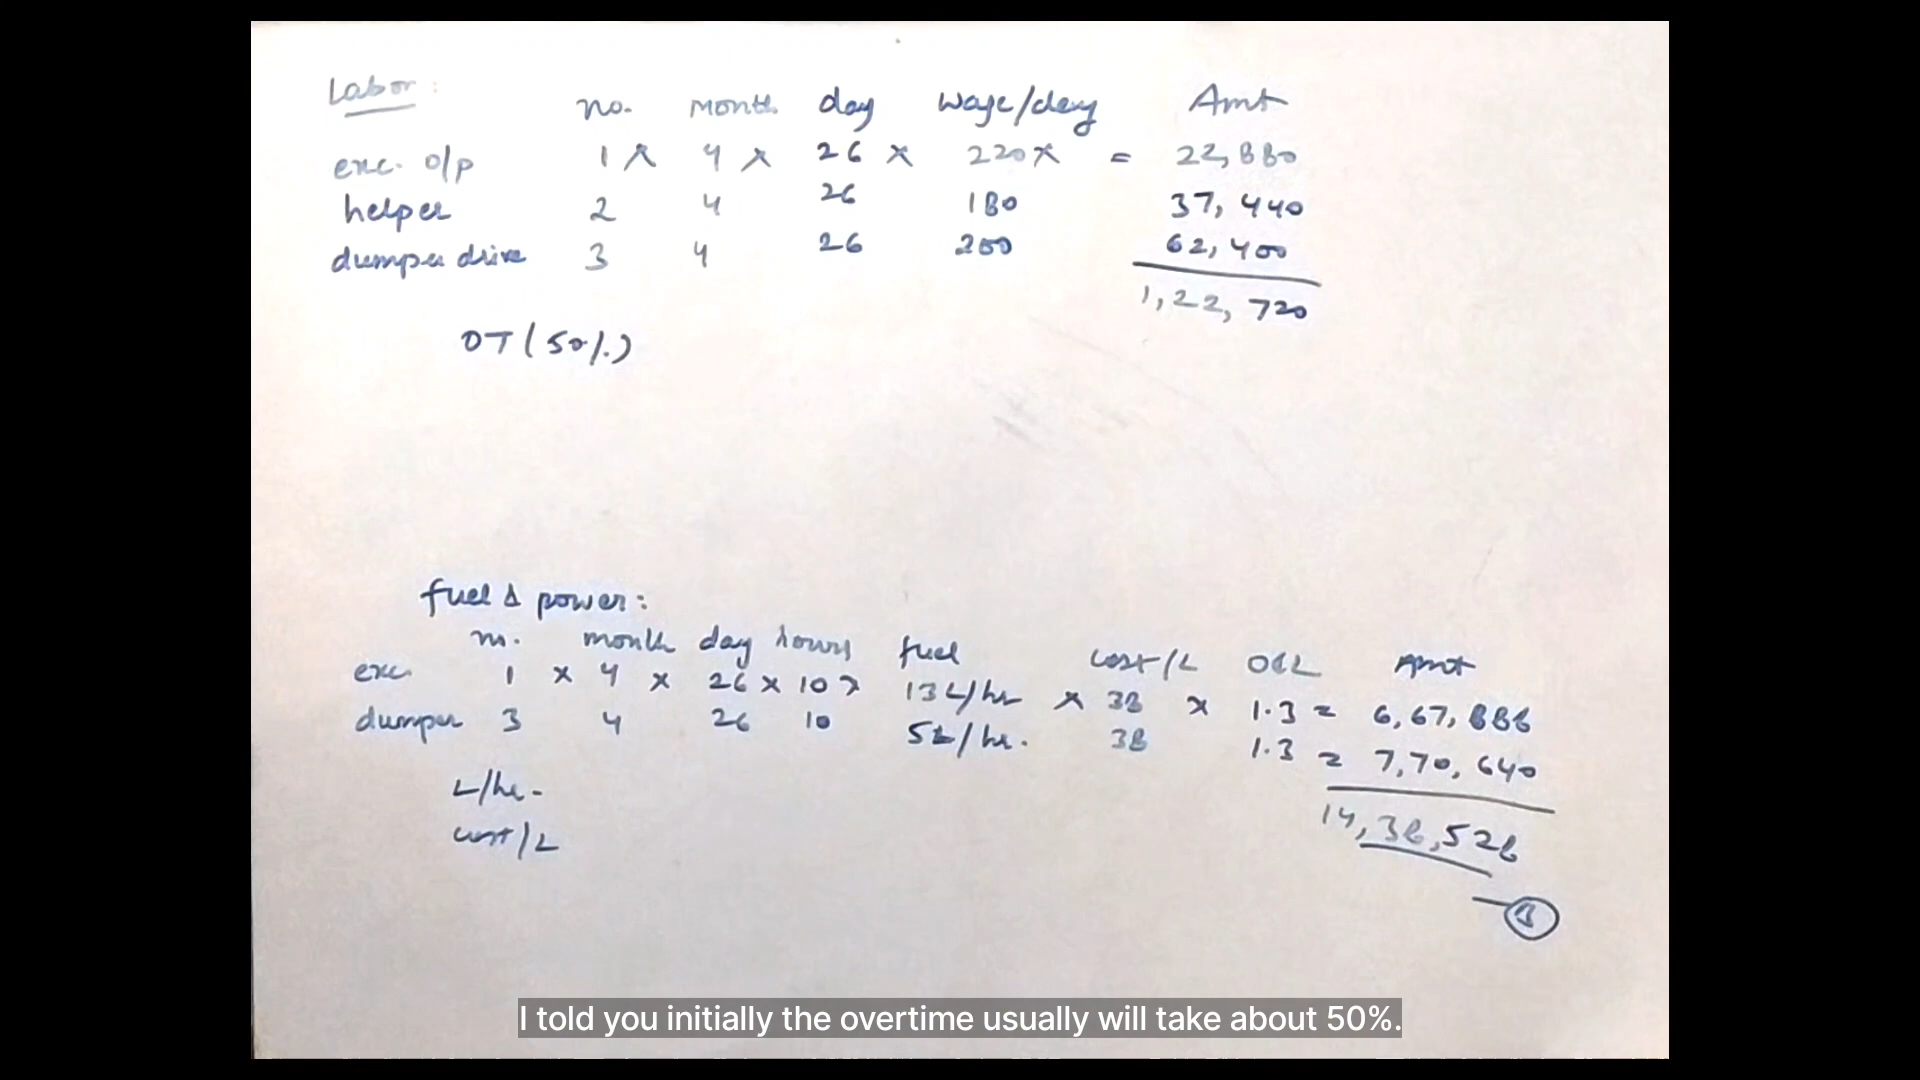 Labor:
no. month day wage/day Amt
exc. o/p 1 x 4 x 26 x 220 x = 22,880
helper 2 4 26 180 37,440
dumper drive 3 4 26 200 62,400
1,22,720
OT (50%)
fuel & power:
no. month day hours fuel cost/L OCL Amt
exc. 1 x 4 x 26 x 10 x 13 L/hr x 38 x 1.3 = 6,67,888
dumper 3 4 26 10 5L/hr. 38 1.3 = 7,70,640
14,38,528
L/hr.
cost/L
I told you initially the overtime usually will take about 50%.